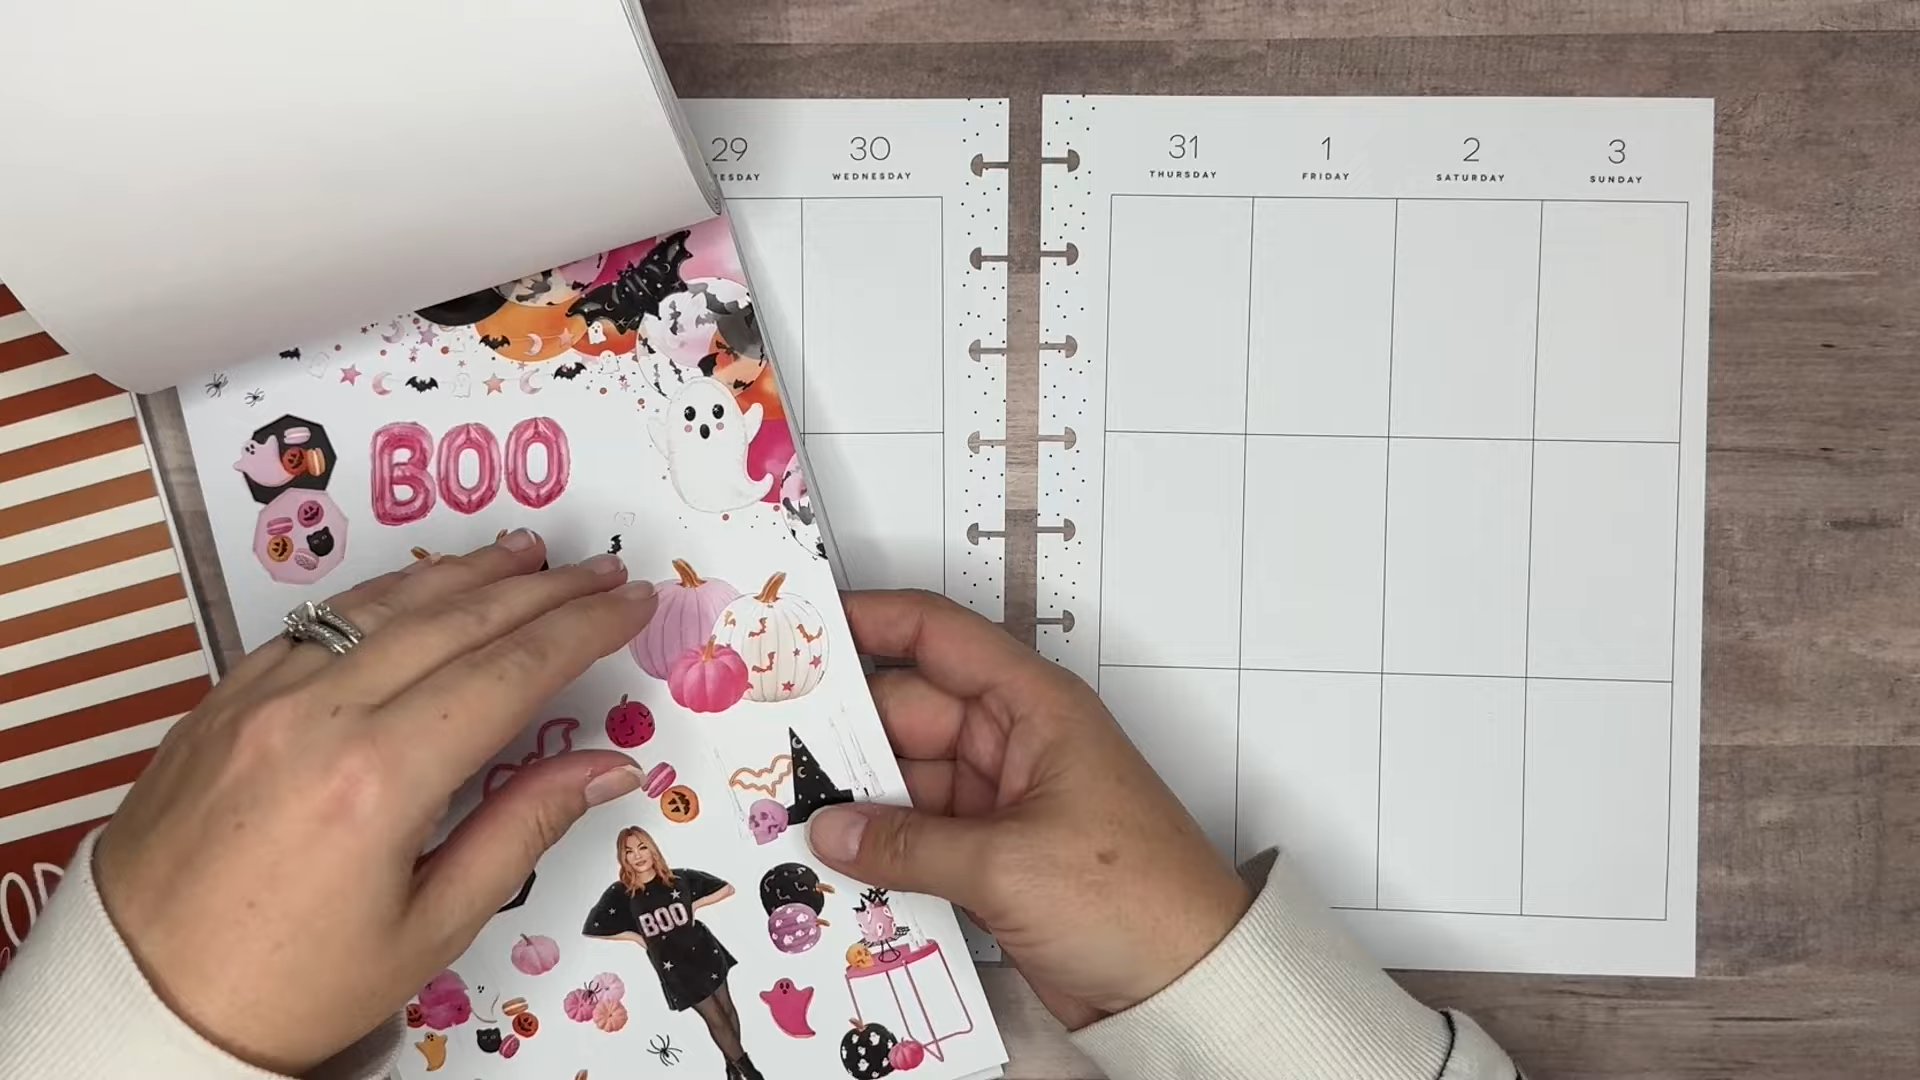 29 30 31 1 2 3
WEDNESDAY THURSDAY FRIDAY SATURDAY SUNDAY
BOO
BOO